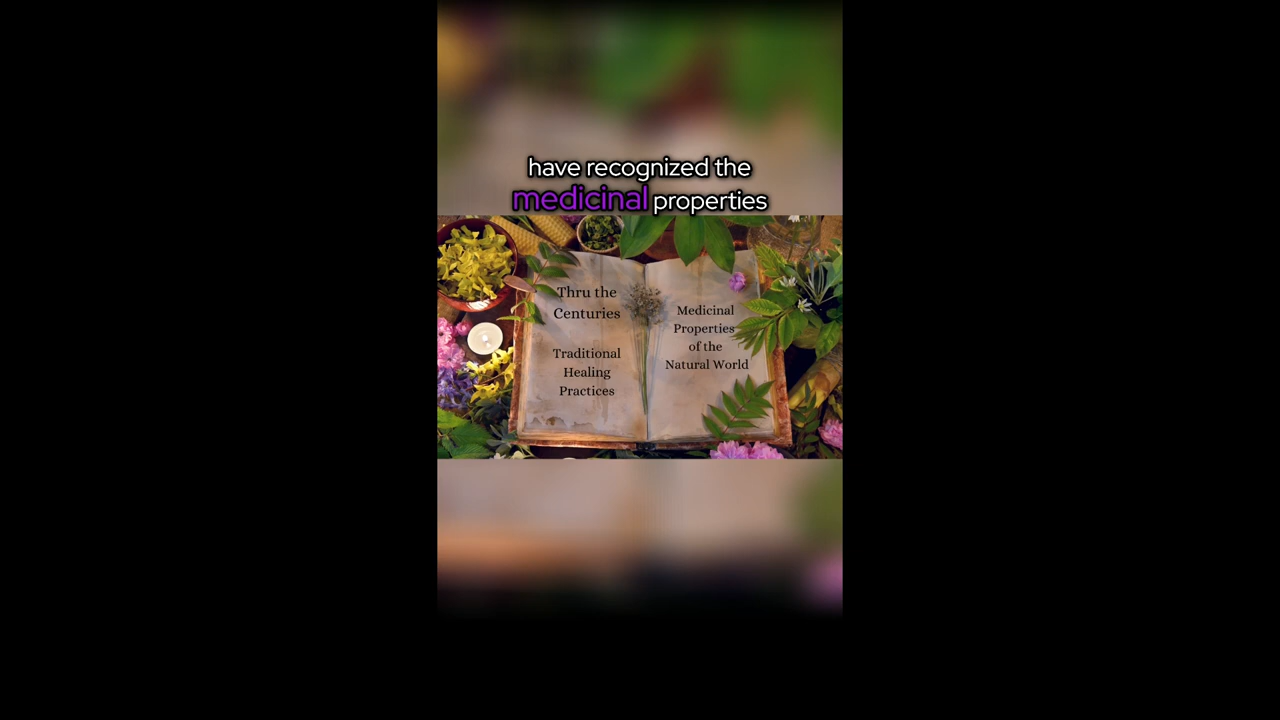 have recognized the
medicinal properties
Thru the
Centuries
Traditional
Healing
Practices
Medicinal
Properties
of the
Natural World